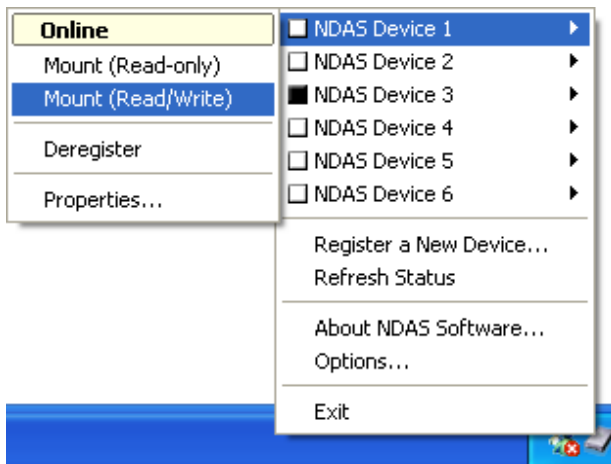 Online
Mount (Read-only)
Mount (Read/Write)
Deregister
Properties...
NDAS Device 1
NDAS Device 2
NDAS Device 3
NDAS Device 4
NDAS Device 5
NDAS Device 6
Register a New Device...
Refresh Status
About NDAS Software...
Options...
Exit